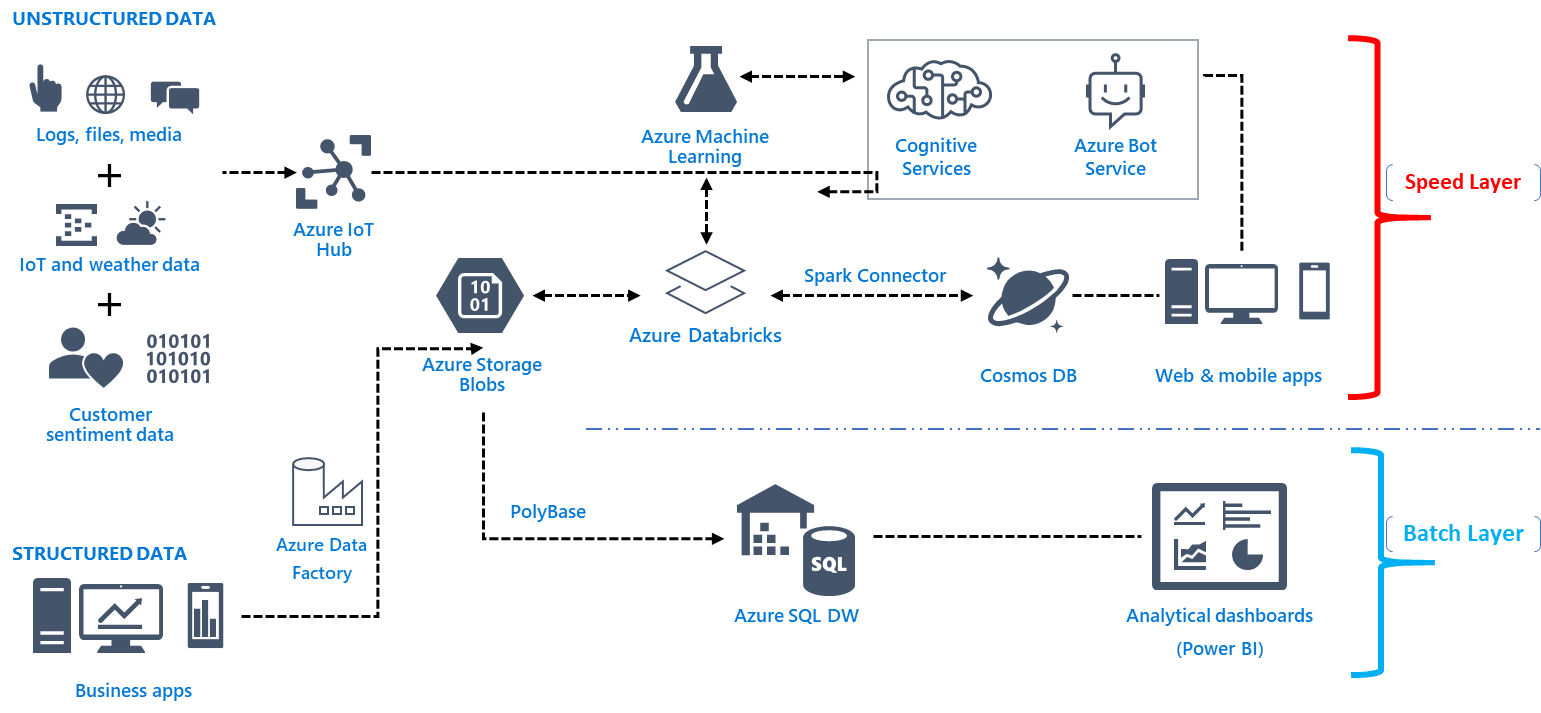 UNSTRUCTURED DATA
Logs, files, media
+
IoT and weather data
+
010101
101010
010101
Customer
sentiment data
Azure IoT
Hub
Azure Machine
Learning
Cognitive
Services
Azure Bot
Service
Speed Layer
10
01
Azure Storage
Blobs
Azure Databricks
Spark Connector
Cosmos DB
Web & mobile apps
STRUCTURED DATA
Business apps
Azure Data
Factory
PolyBase
SQL
Azure SQL DW
Analytical dashboards
(Power BI)
Batch Layer